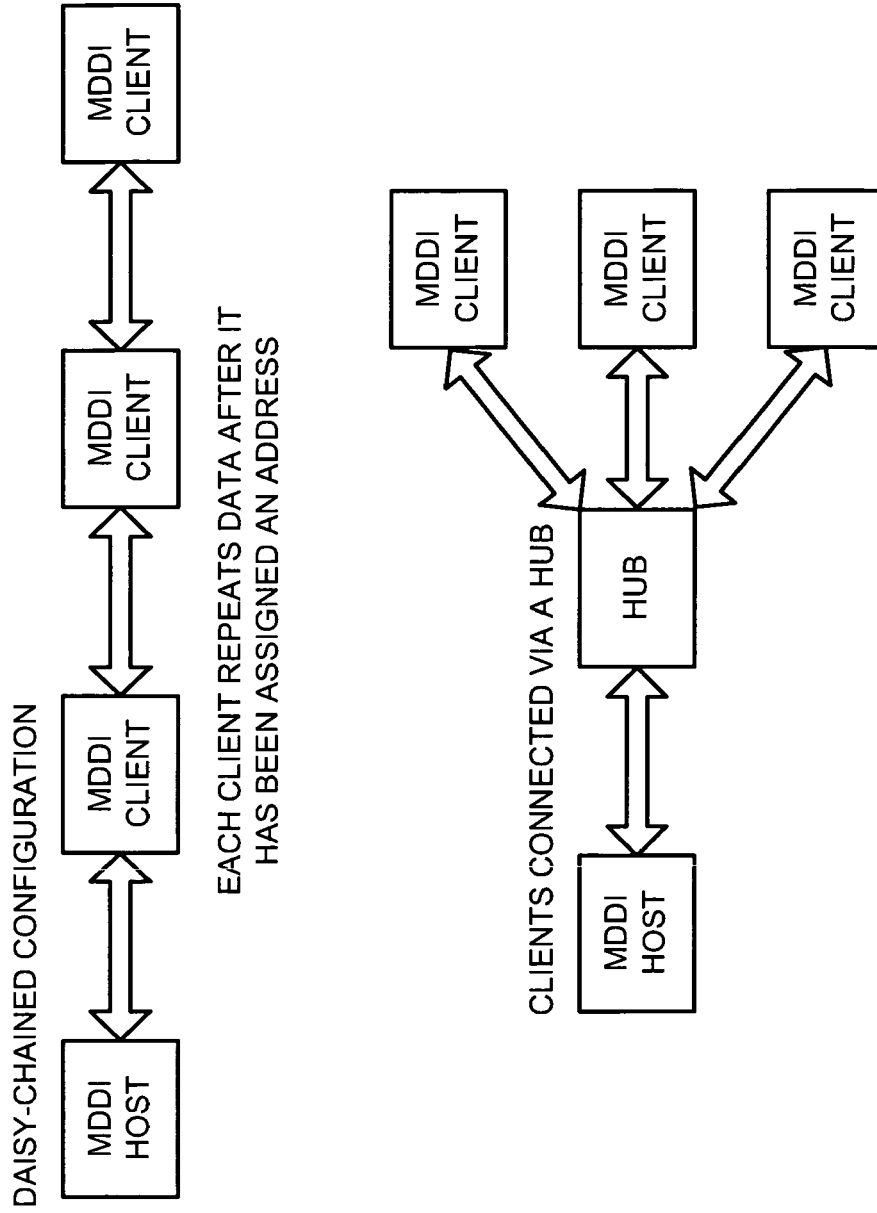 DAISY-CHAINED CONFIGURATION
MDDI
HOST
MDDI
CLIENT
MDDI
CLIENT
MDDI
CLIENT
EACH CLIENT REPEATS DATA AFTER IT
HAS BEEN ASSIGNED AN ADDRESS
CLIENTS CONNECTED VIA A HUB
MDDI
HOST
HUB
MDDI
CLIENT
MDDI
CLIENT
MDDI
CLIENT